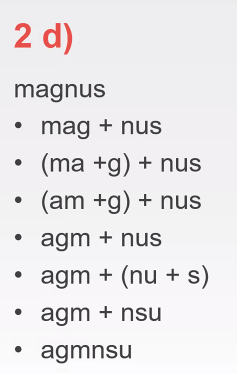 2 d)
magnus
• mag + nus
• (ma +g) + nus
• (am +g) + nus
• agm + nus
• agm + (nu + s)
• agm + nsu
• agmnsu